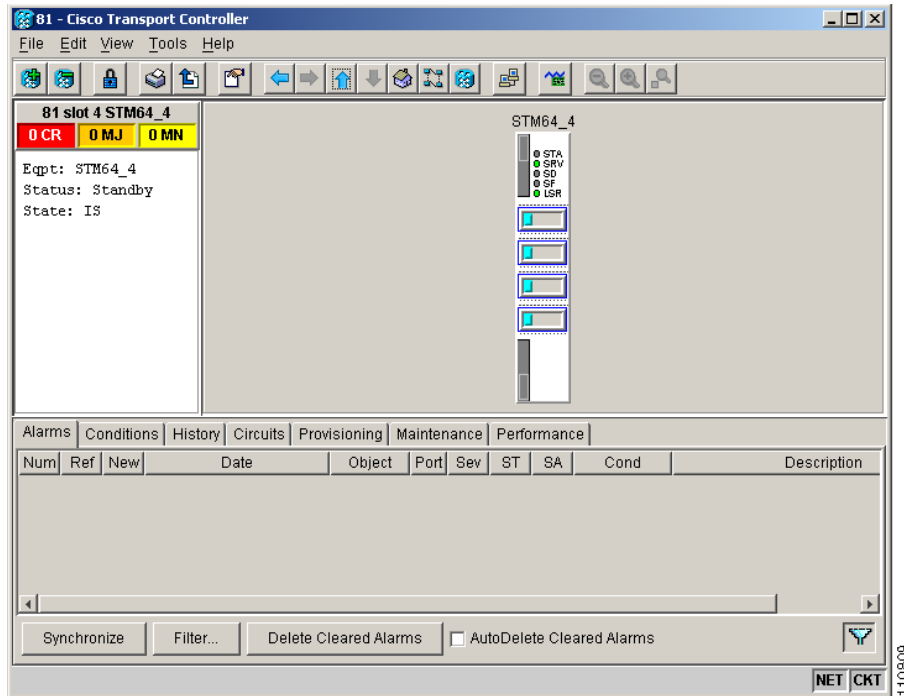 81 - Cisco Transport Controller
File Edit View Tools Help
81 slot 4 STM64_4
0 CR 0 MJ 0 MN
Eqpt: STM64_4
Status: Standby
State: IS
STM64_4
STA
SRV
SD
SF
LSR
Alarms Conditions History Circuits Provisioning Maintenance Performance
Num Ref New Date Object Port Sev ST SA Cond Description
Synchronize Filter... Delete Cleared Alarms AutoDelete Cleared Alarms
NET CKT
110909